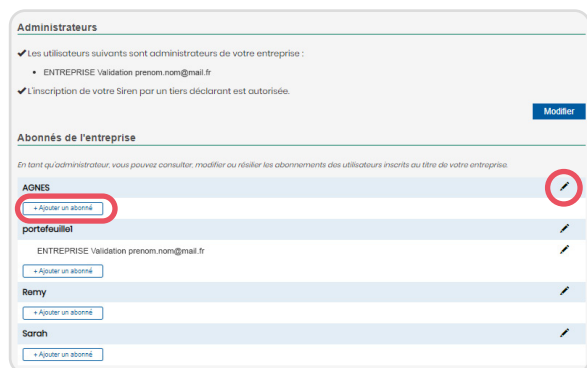 Administrateurs
✔Les utilisateurs suivants sont administrateurs de votre entreprise :
• ENTREPRISE Validation prenom.nom@mail.fr
✔L'inscription de votre Siren par un tiers déclarant est autorisée.
Modifier
Abonnés de l'entreprise
En tant qu'administrateur, vous pouvez consulter, modifier ou résilier les abonnements des utilisateurs inscrits au titre de votre entreprise.
AGNES
+ Ajouter un abonné
portefeuille1
ENTREPRISE Validation prenom.nom@mail.fr
+ Ajouter un abonné
Remy
+ Ajouter un abonné
Sarah
+ Ajouter un abonné